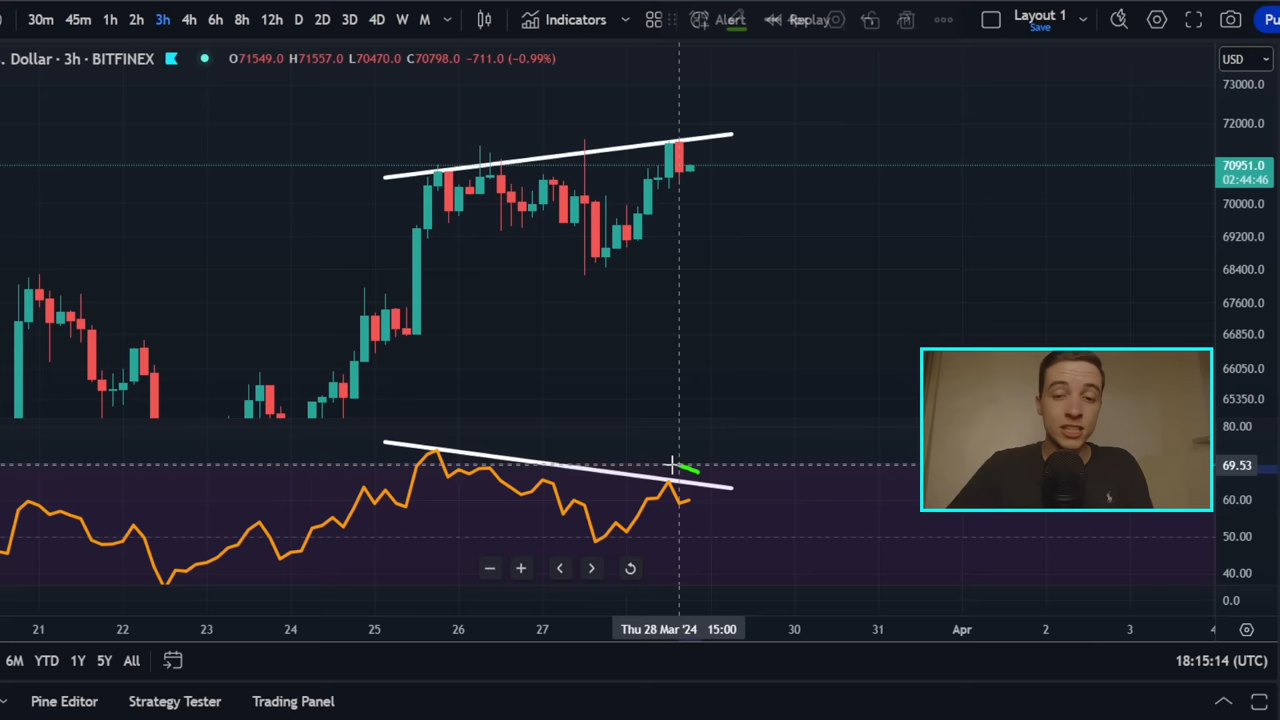 30m 45m 1h 2h 3h 4h 6h 8h 12h D 2D 3D 4D W M Indicators Alert Replay Layout 1
Save
. Dollar · 3h · BITFINEX O71549.0 H71557.0 L70470.0 C70798.0 −711.0 (−0.99%)
USD
73000.0
72000.0
70951.0
02:44:46
70000.0
69200.0
68400.0
67600.0
66850.0
66050.0
65350.0
80.00
69.53
60.00
50.00
40.00
0.0
21 22 23 24 25 26 27 Thu 28 Mar '24 15:00 30 31 Apr 2 3 4
6M YTD 1Y 5Y All 18:15:14 (UTC)
Pine Editor Strategy Tester Trading Panel